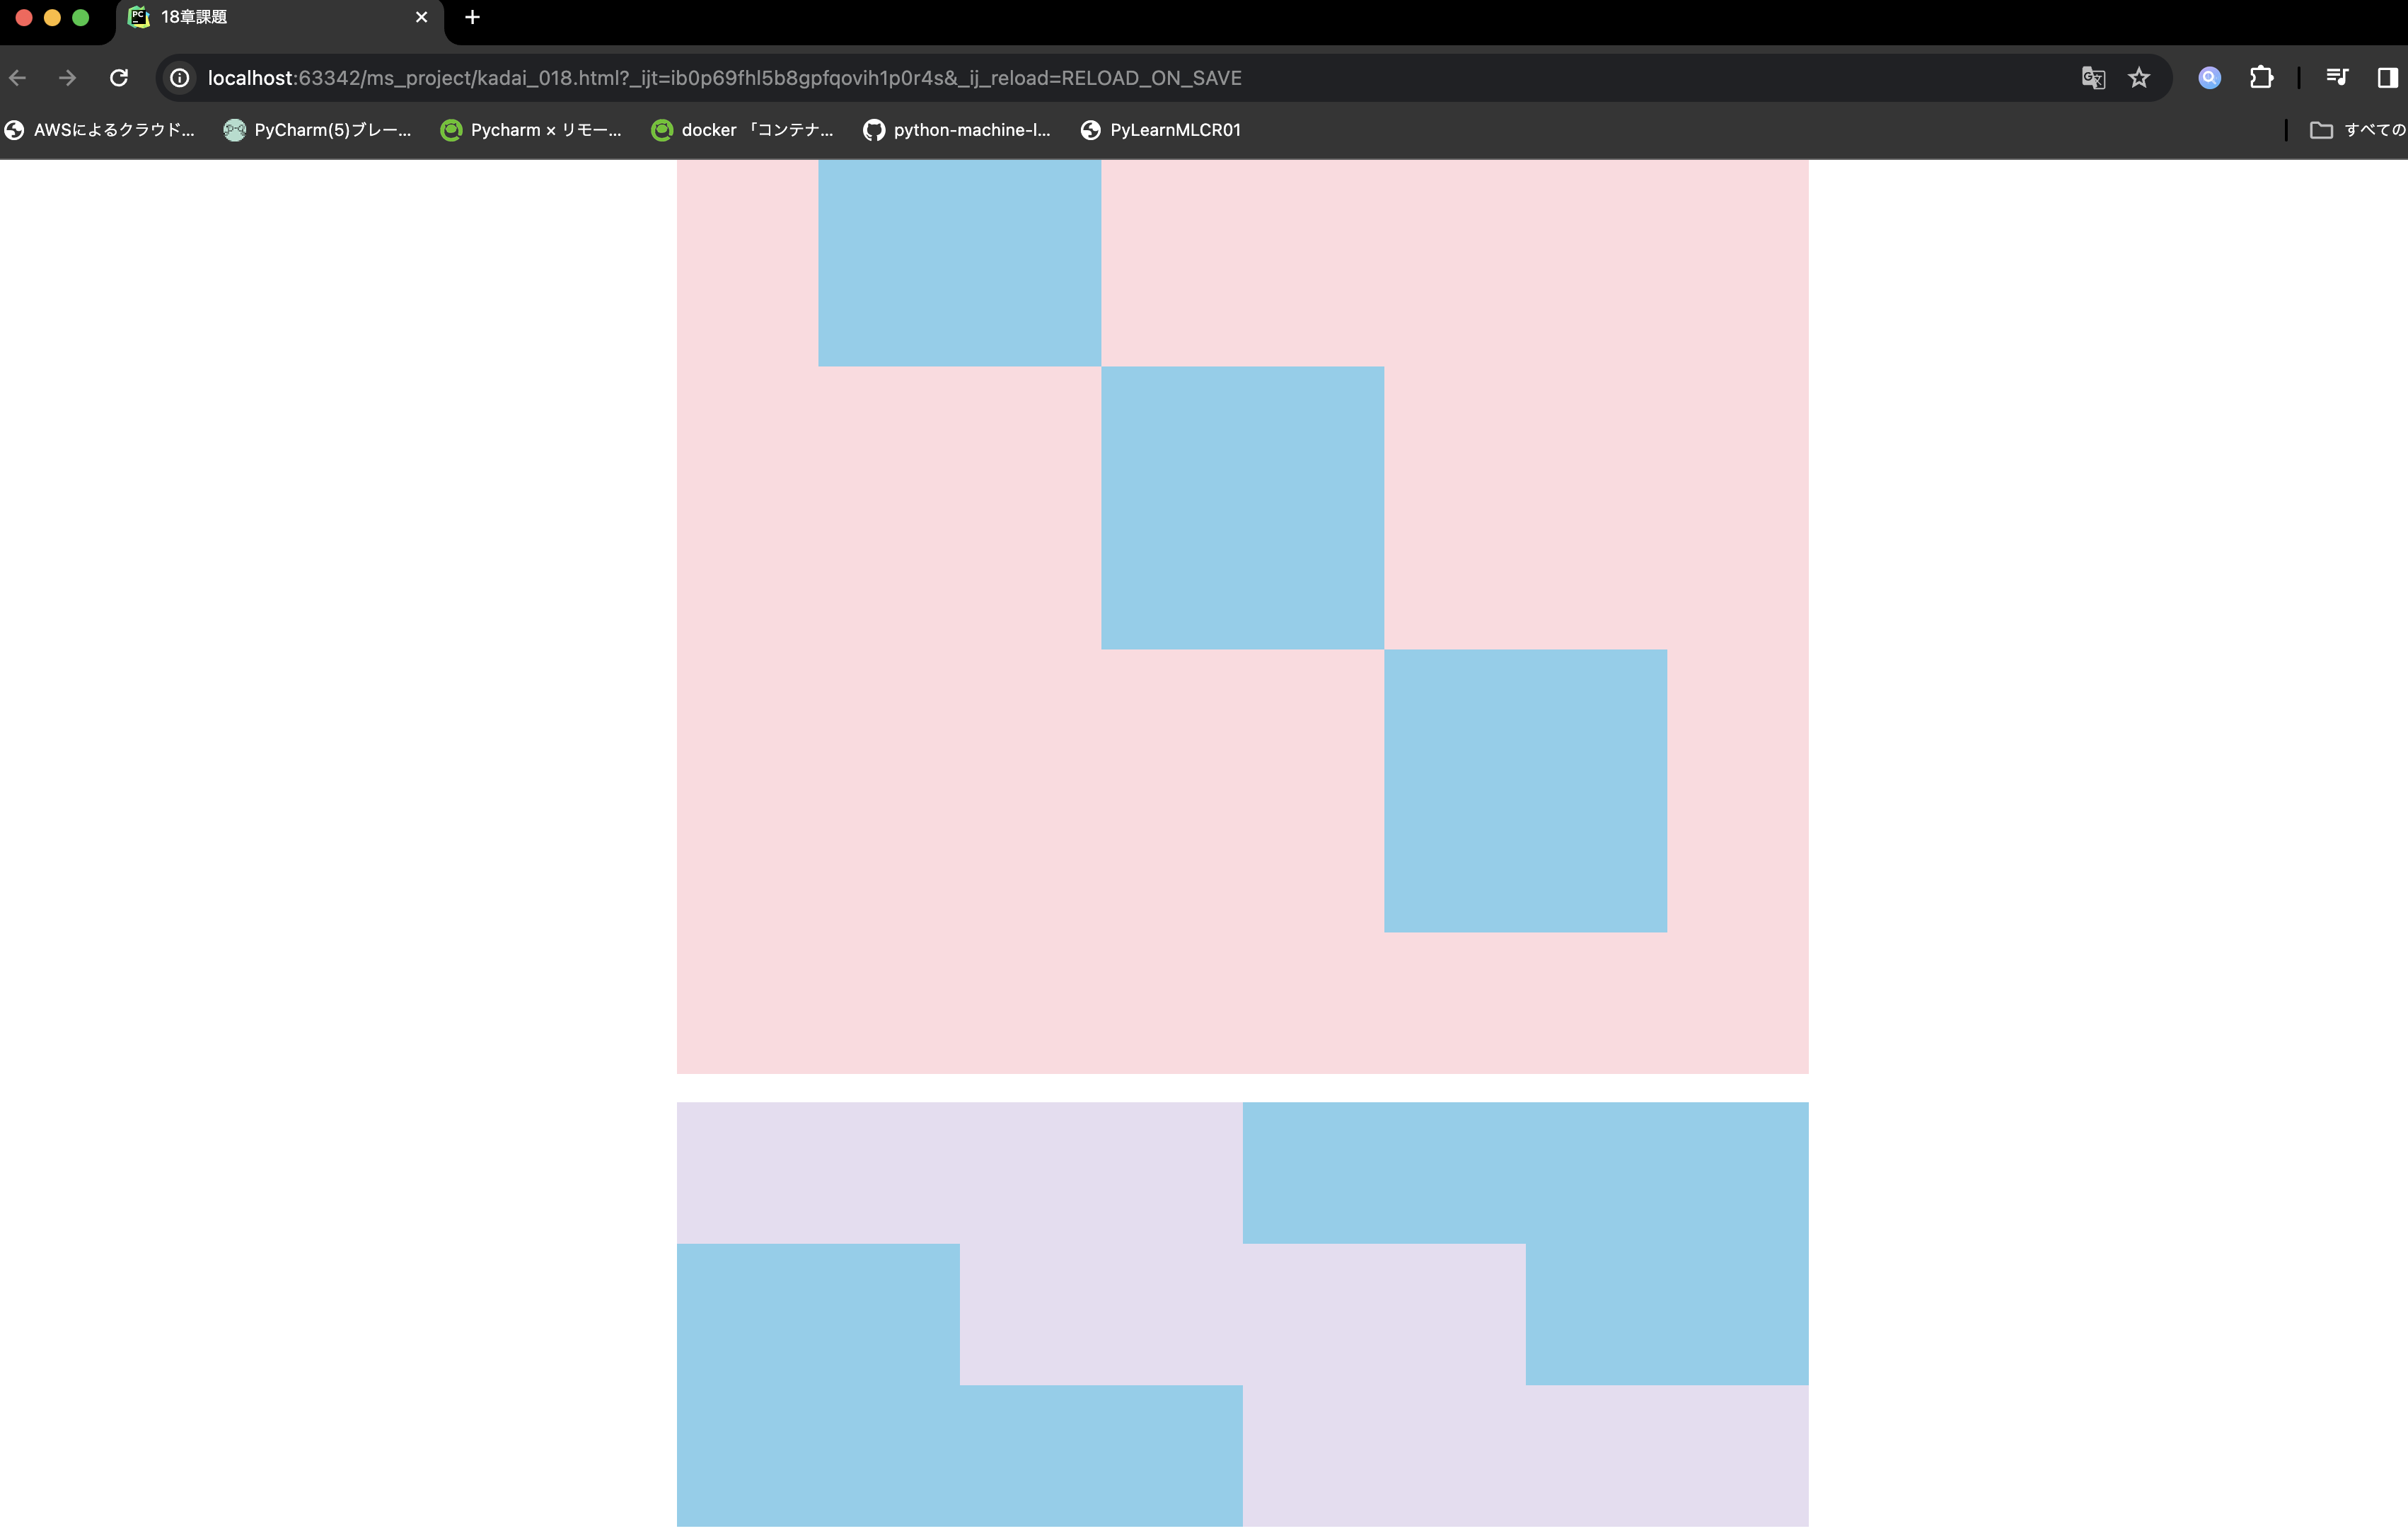 PC
18章課題
localhost:63342/ms_project/kadai_018.html?_ijt=ib0p69fhl5b8gpfqovih1p0r4s&_ij_reload=RELOAD_ON_SAVE
AWSによるクラウド... PyCharm(5)ブレー... Pycharm × リモー... docker 「コンテナ... python-machine-l... PyLearnMLCR01 すべての